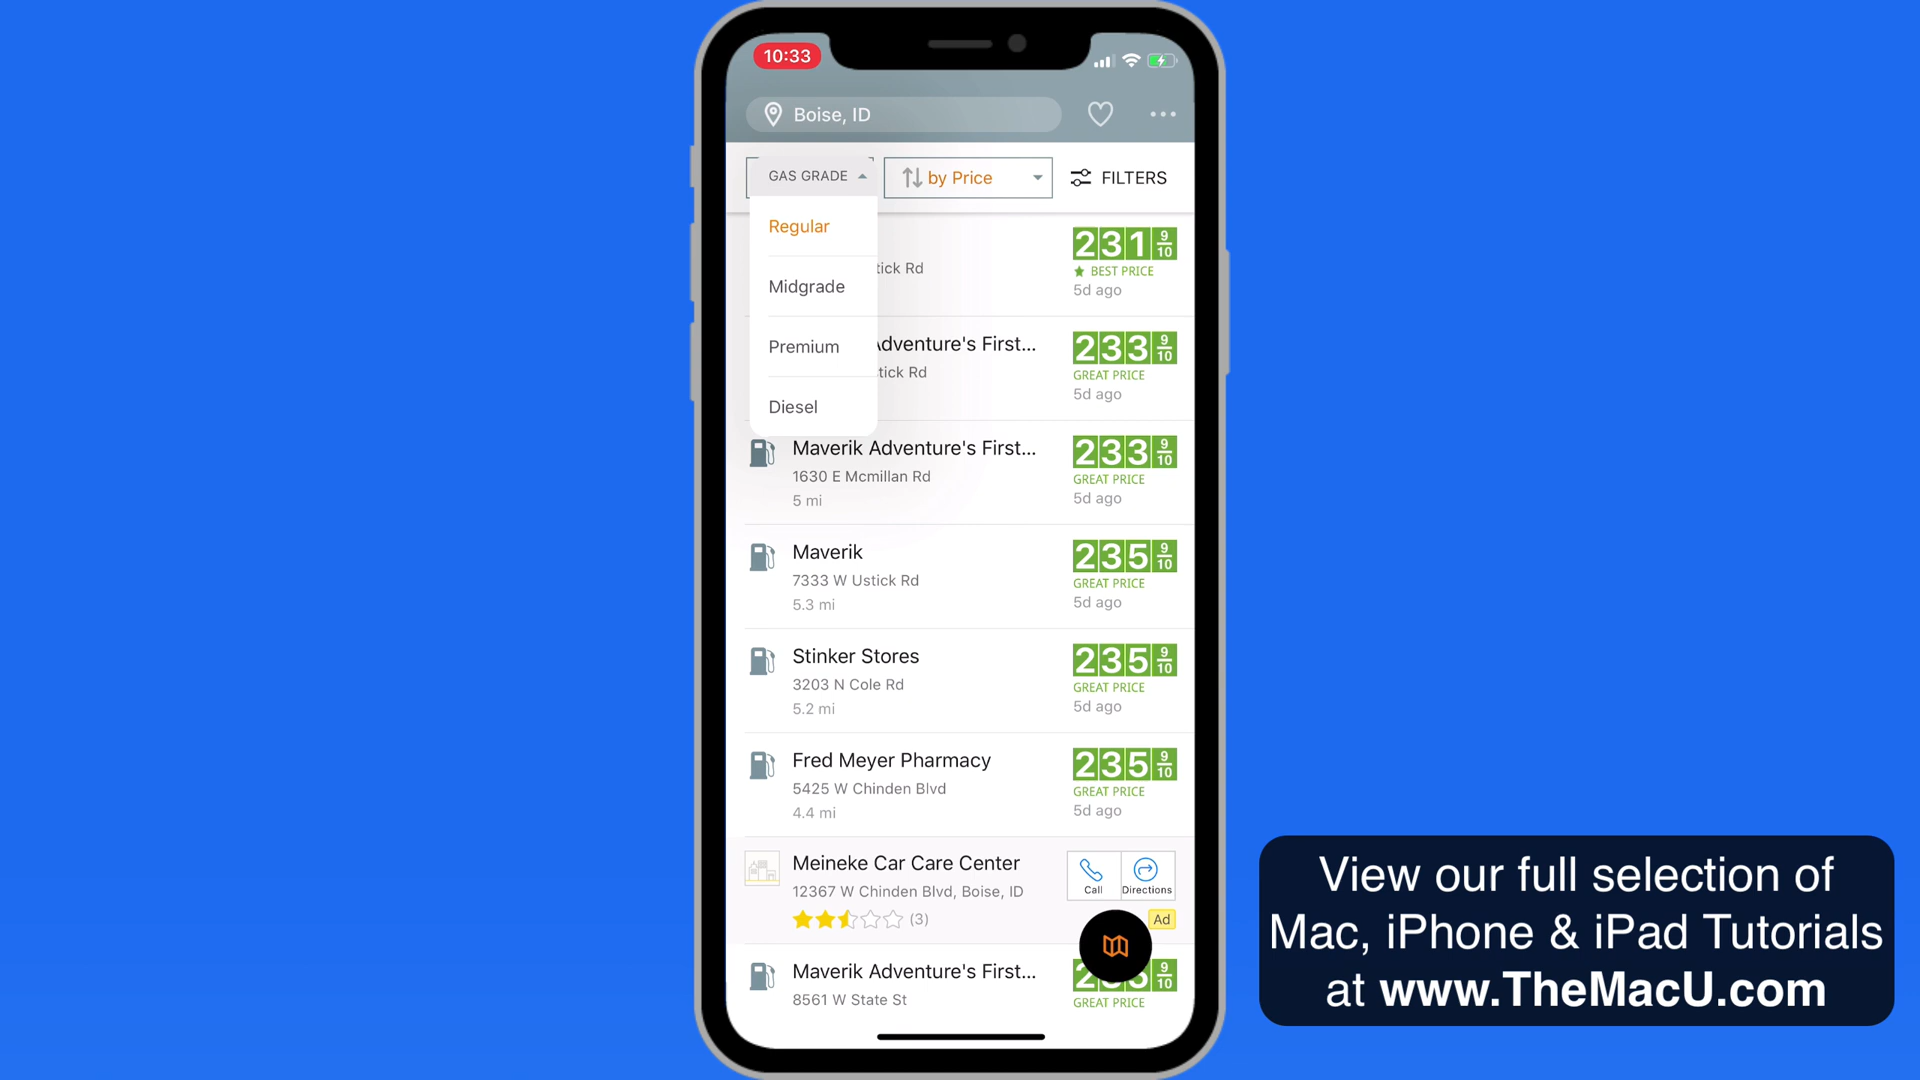 10:33
Boise, ID
GAS GRADE
by Price
FILTERS
Regular
Midgrade
Premium
Diesel
tick Rd
231 9/10
BEST PRICE
5d ago
Adventure's First...
stick Rd
233 9/10
GREAT PRICE
5d ago
Maverik Adventure's First...
1630 E Mcmillan Rd
5 mi
233 9/10
GREAT PRICE
5d ago
Maverik
7333 W Ustick Rd
5.3 mi
235 9/10
GREAT PRICE
5d ago
Stinker Stores
3203 N Cole Rd
5.2 mi
235 9/10
GREAT PRICE
5d ago
Fred Meyer Pharmacy
5425 W Chinden Blvd
4.4 mi
235 9/10
GREAT PRICE
5d ago
Meineke Car Care Center
12367 W Chinden Blvd, Boise, ID
(3)
Call
Directions
Ad
Maverik Adventure's First...
8561 W State St
9/10
GREAT PRICE
View our full selection of
Mac, iPhone & iPad Tutorials
at www.TheMacU.com